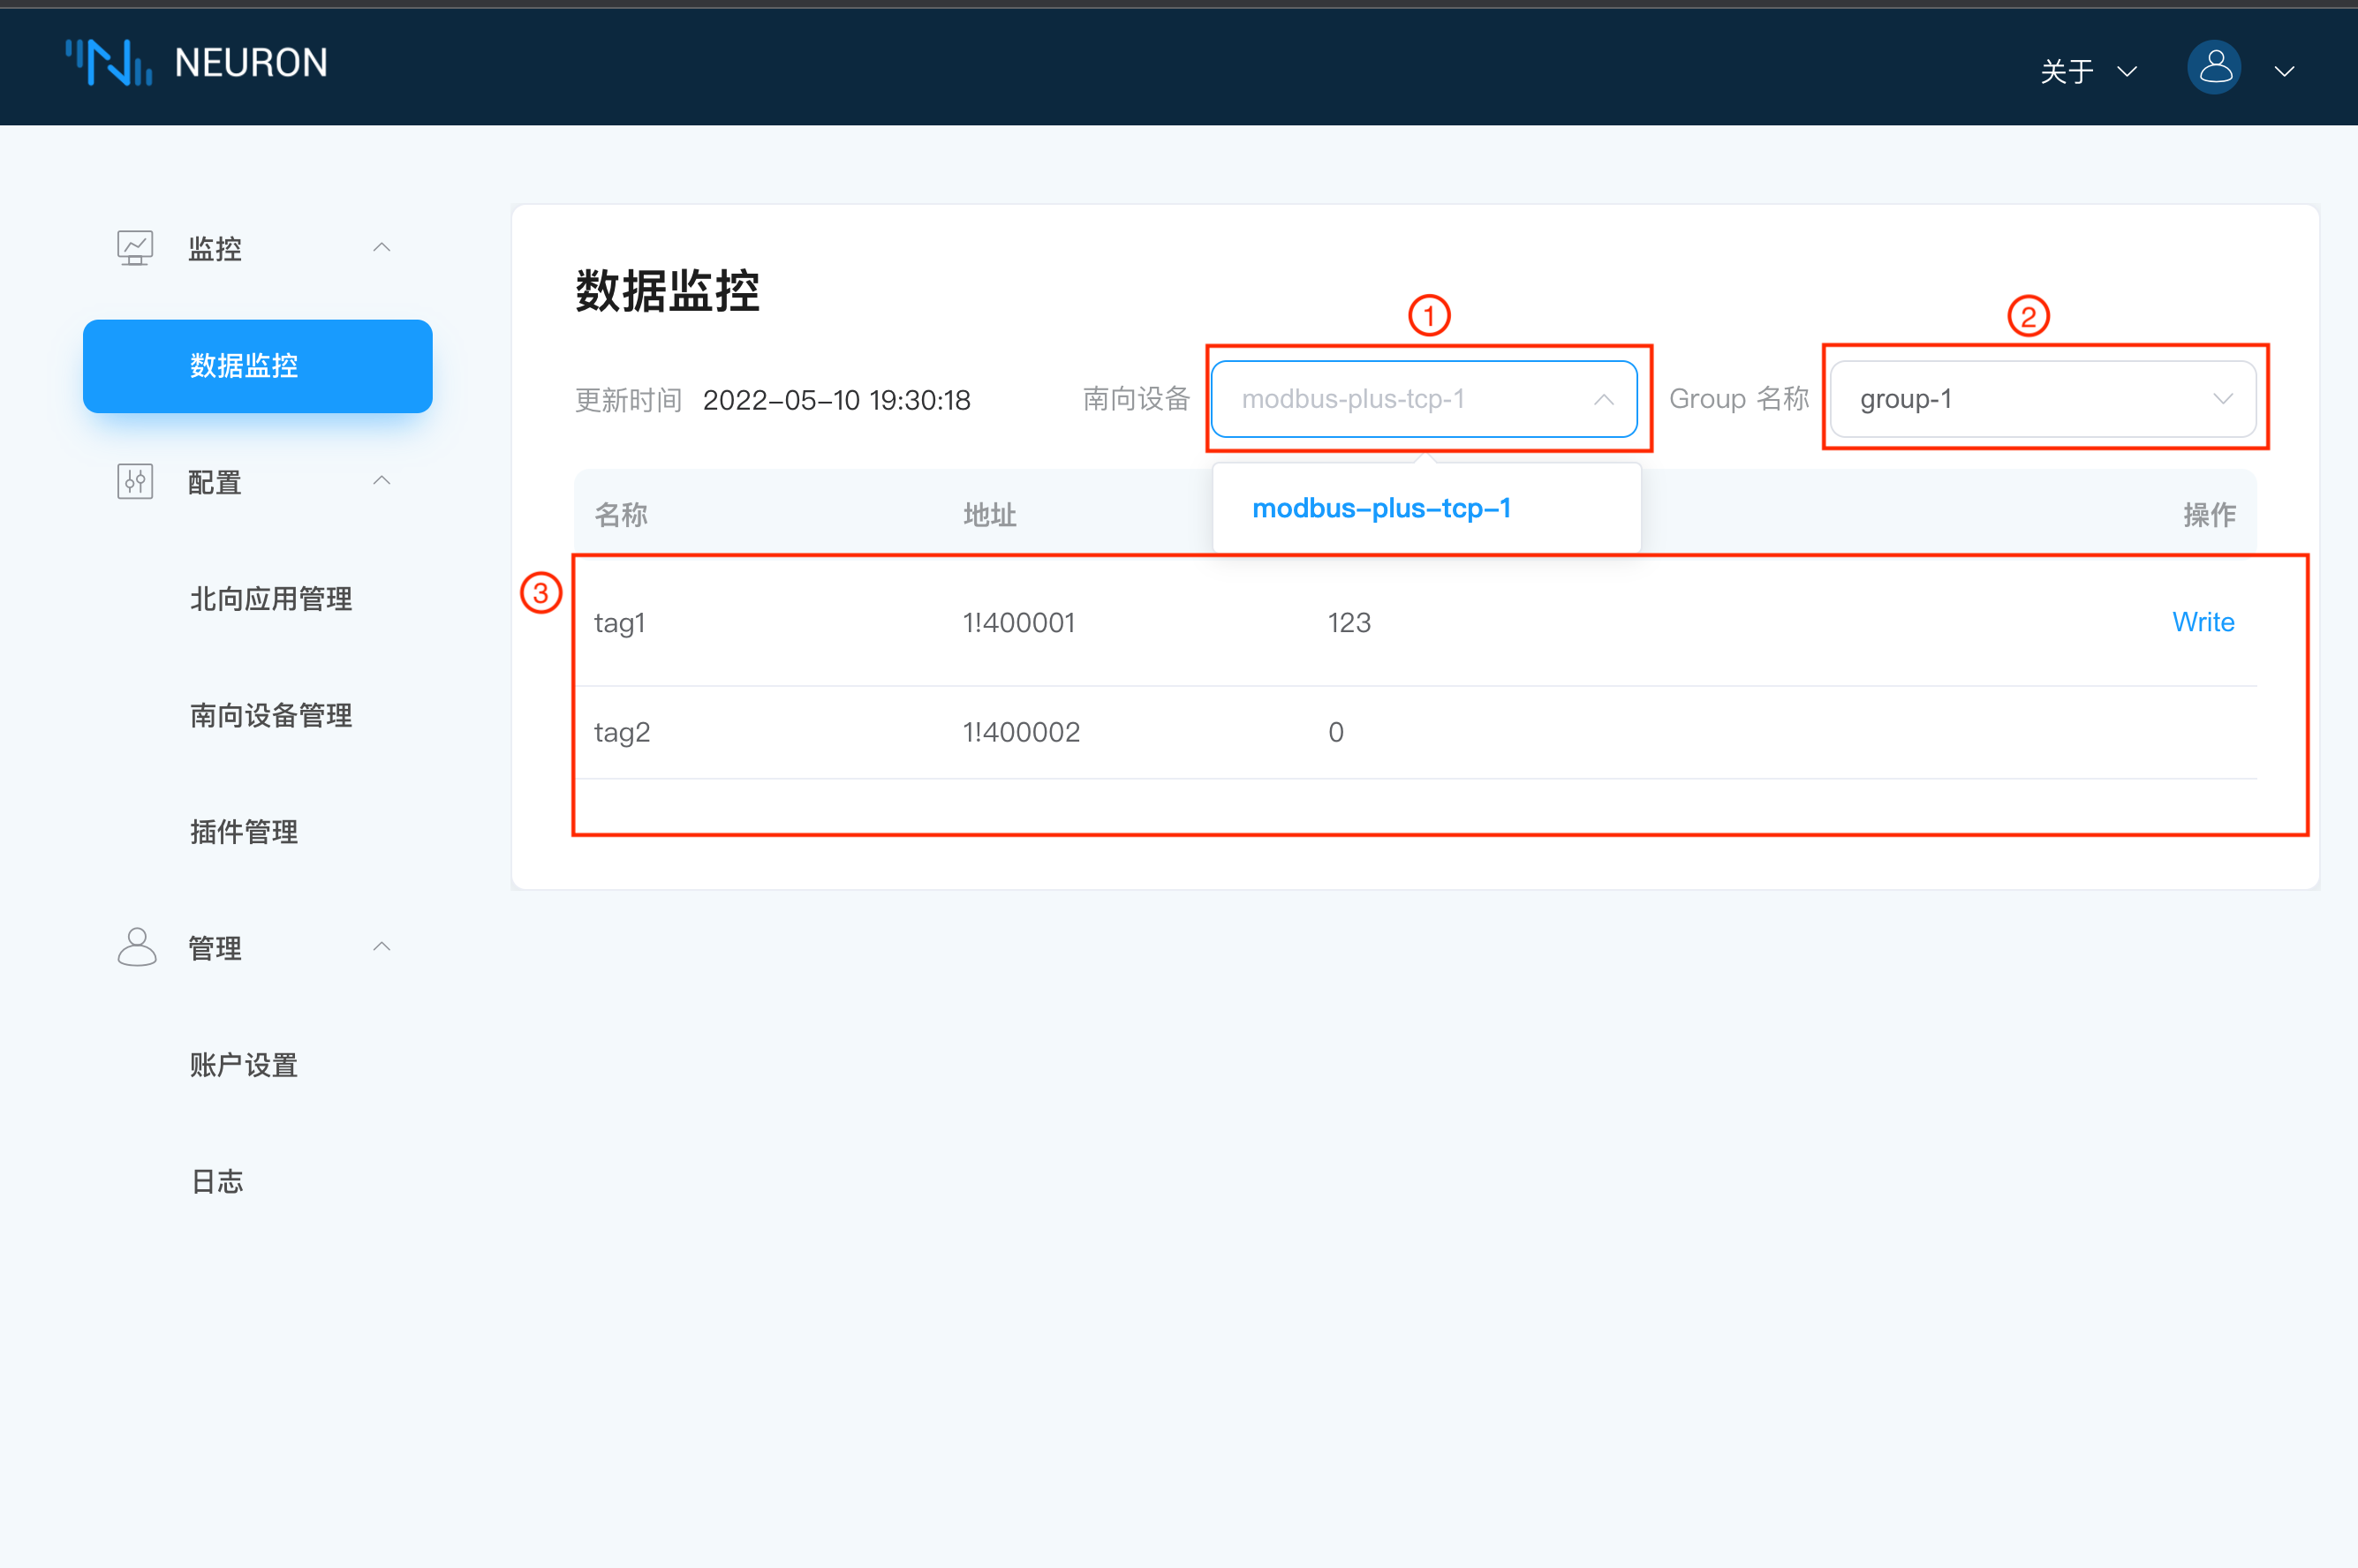 NEURON
关于
监控
数据监控
配置
北向应用管理
南向设备管理
插件管理
管理
账户设置
日志
数据监控
① ②
更新时间 2022-05-10 19:30:18 南向设备 modbus-plus-tcp-1 Group 名称 group-1
modbus-plus-tcp-1
名称 地址 操作
③
tag1 1!400001 123 Write
tag2 1!400002 0